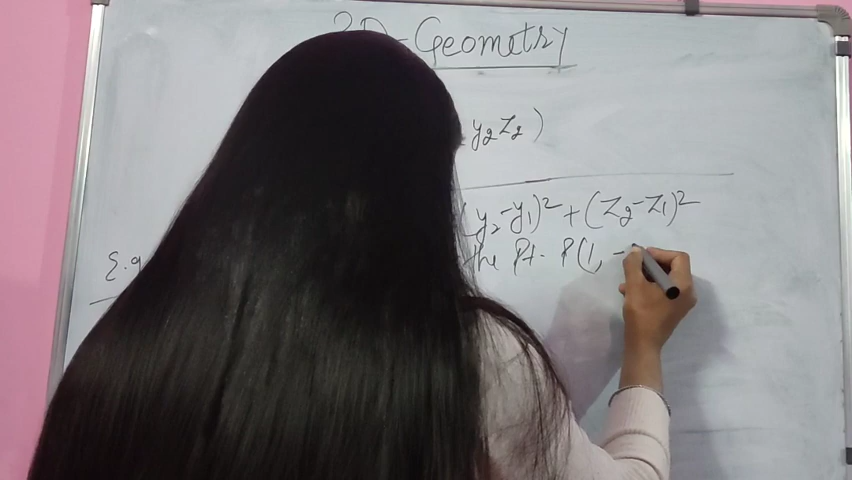 3D-Geometry
y₂ z₂)
(y₂-y₁)² + (z₂-z₁)²
E.g the Pt. P(1, -